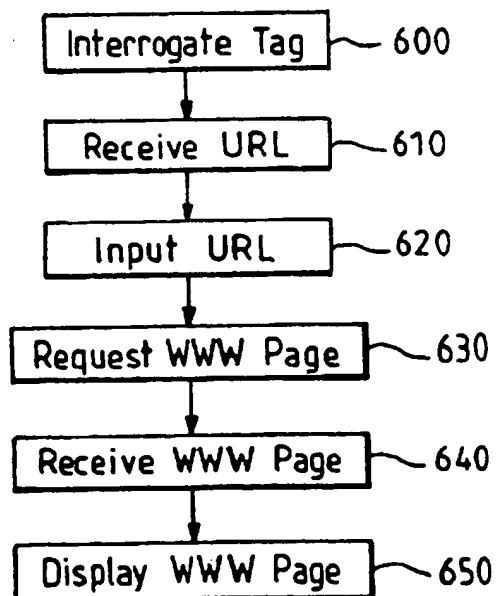 Interrogate Tag 600
Receive URL 610
Input URL 620
Request WWW Page 630
Receive WWW Page 640
Display WWW Page 650